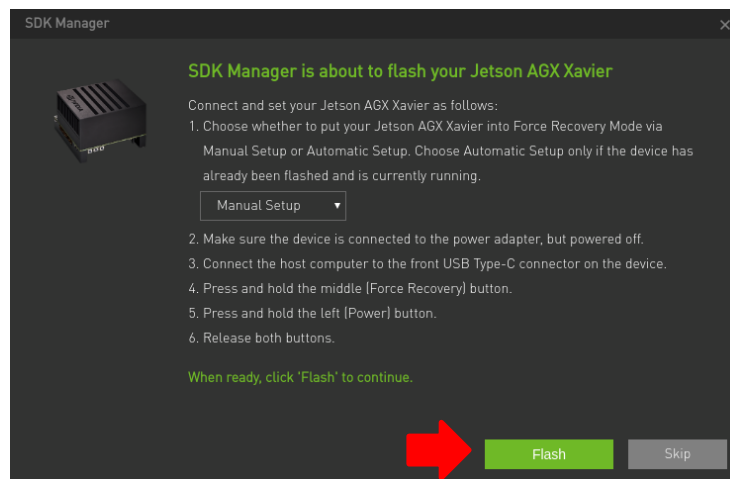 SDK Manager
SDK Manager is about to flash your Jetson AGX Xavier
Connect and set your Jetson AGX Xavier as follows:
1. Choose whether to put your Jetson AGX Xavier into Force Recovery Mode via
Manual Setup or Automatic Setup. Choose Automatic Setup only if the device has
already been flashed and is currently running.
Manual Setup
2. Make sure the device is connected to the power adapter, but powered off.
3. Connect the host computer to the front USB Type-C connector on the device.
4. Press and hold the middle (Force Recovery) button.
5. Press and hold the left (Power) button.
6. Release both buttons.
When ready, click 'Flash' to continue.
Flash
Skip